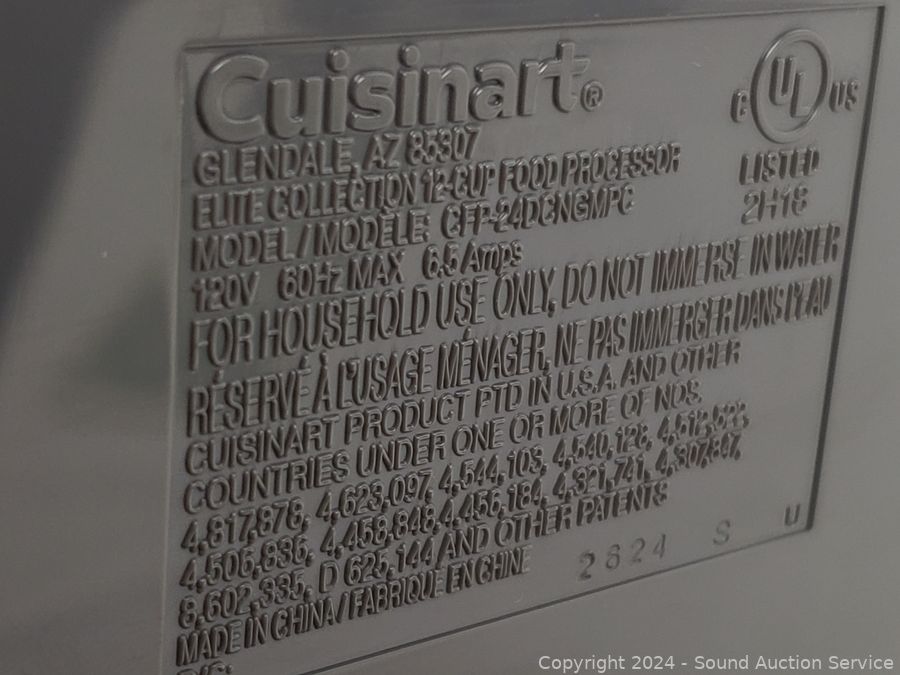 Cuisinart®
GLENDALE, AZ 85307
ELITE COLLECTION 12-CUP FOOD PROCESSOR
MODEL/MODÈLE: CFP-24DCNGMPC
120V 60Hz MAX 6.5 Amps
FOR HOUSEHOLD USE ONLY, DO NOT IMMERSE IN WATER
RÉSERVÉ À L'USAGE MÉNAGER, NE PAS IMMERGER DANS L'EAU
CUISINART PRODUCT PTD IN U.S.A. AND OTHER
COUNTRIES UNDER ONE OR MORE OF NOS.
4,817,878, 4,623,097, 4,544,103, 4,540,128, 4,512,522,
4,505,836, 4,458,848,4,456,184, 4,321,741, 4,307,847,
8,602,335, D 625,144 AND OTHER PATENTS
MADE IN CHINA/FABRIQUÉ EN CHINE
2624 S U
C UL US
LISTED
2H18
Copyright © 2024 - Sound Auction Service